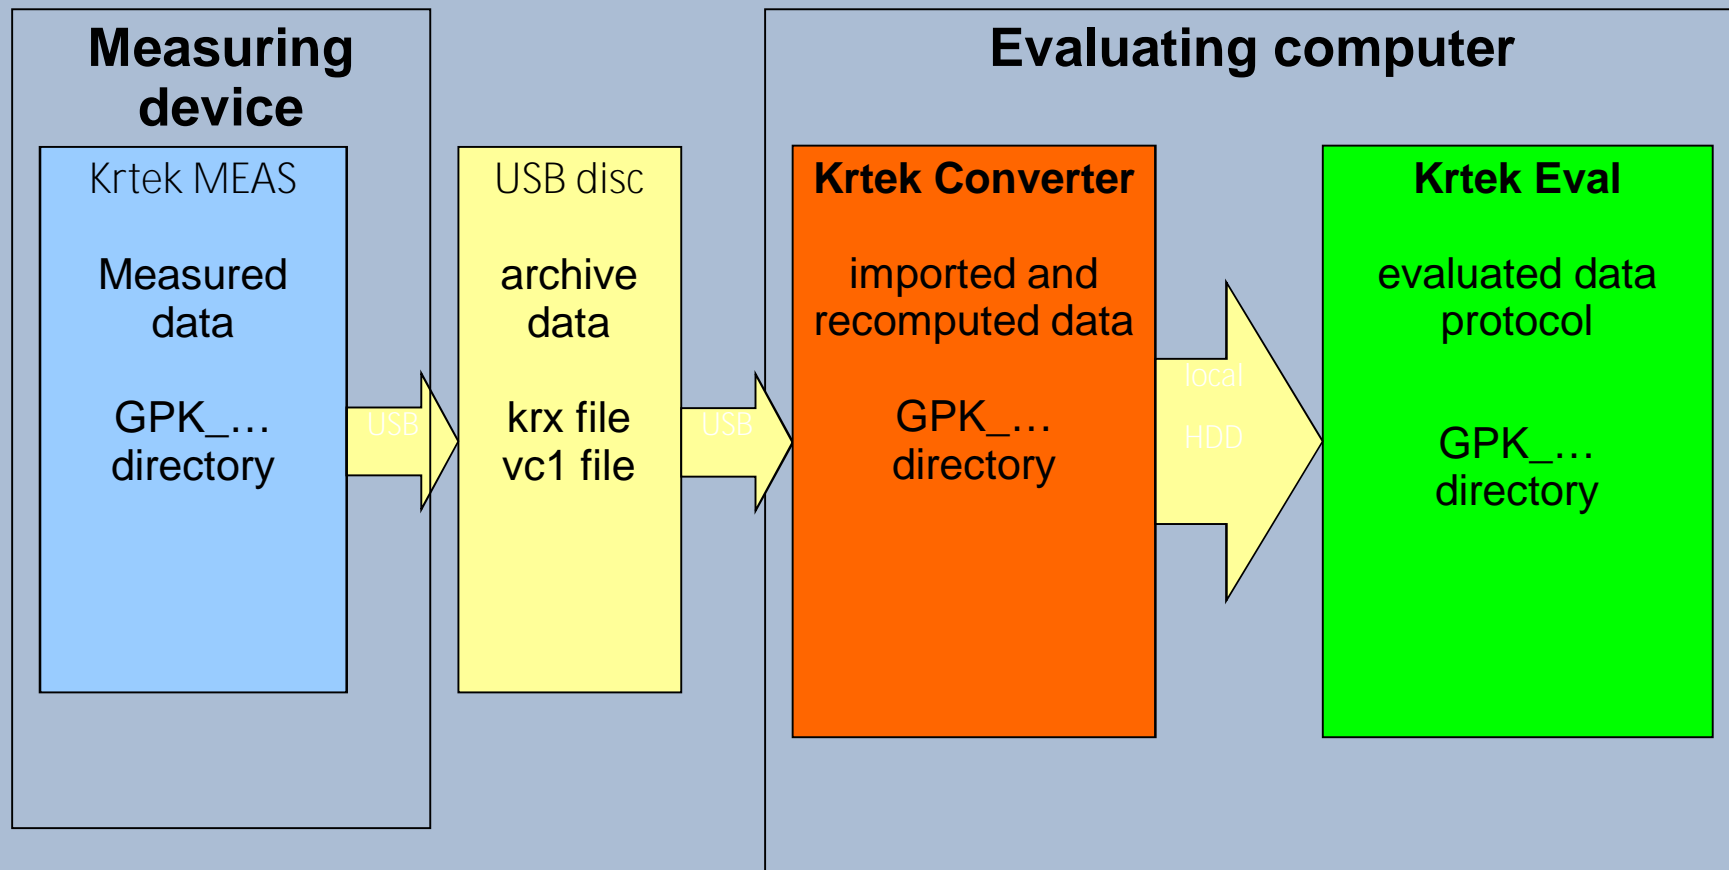 Measuring
device
Krtek MEAS
Measured
data
GPK_…
directory
USB
USB disc
archive
data
krx file
vc1 file
USB
Evaluating computer
Krtek Converter
imported and
recomputed data
GPK_…
directory
local
HDD
Krtek Eval
evaluated data
protocol
GPK_…
directory